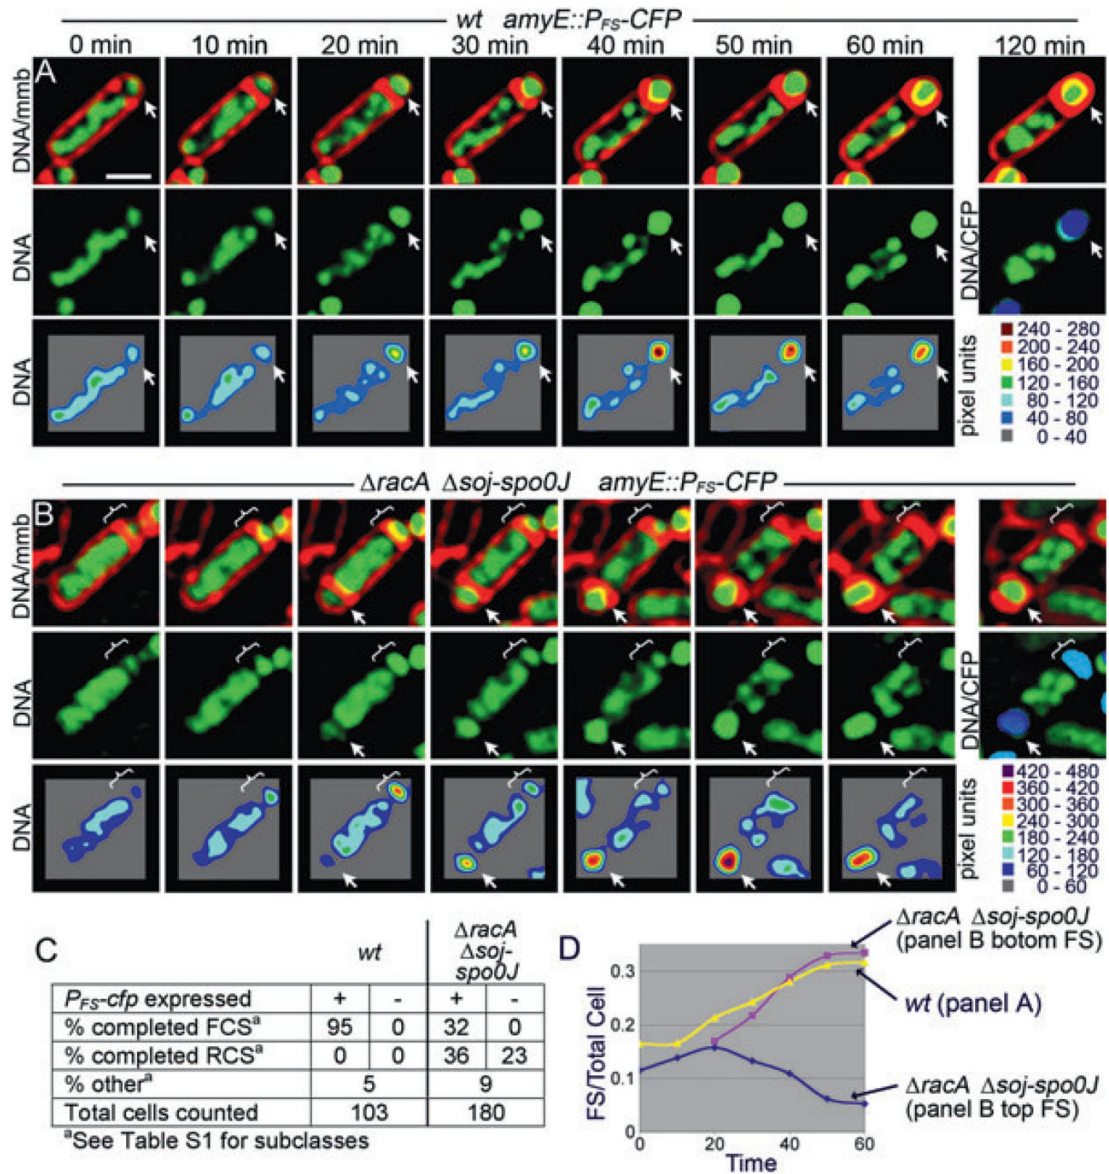 wt amyE::PFS-CFP
0 min 10 min 20 min 30 min 40 min 50 min 60 min 120 min
A
DNA/mmb
DNA
DNA/CFP
DNA
pixel units
240 - 280
200 - 240
160 - 200
120 - 160
80 - 120
40 - 80
0 - 40
ΔracA Δsoj-spo0J amyE::PFS-CFP
B
DNA/mmb
DNA
DNA/CFP
DNA
pixel units
420 - 480
360 - 420
300 - 360
240 - 300
180 - 240
120 - 180
60 - 120
0 - 60
C
wt
ΔracA
Δsoj-
spo0J
PFS-cfp expressed + - + -
% completed FCSa 95 0 32 0
% completed RCSa 0 0 36 23
% othera 5 9
Total cells counted 103 180
aSee Table S1 for subclasses
D
FS/Total Cell
0.3
0.2
0.1
0
0 20 40 60
Time
ΔracA Δsoj-spo0J
(panel B botom FS)
wt (panel A)
ΔracA Δsoj-spo0J
(panel B top FS)